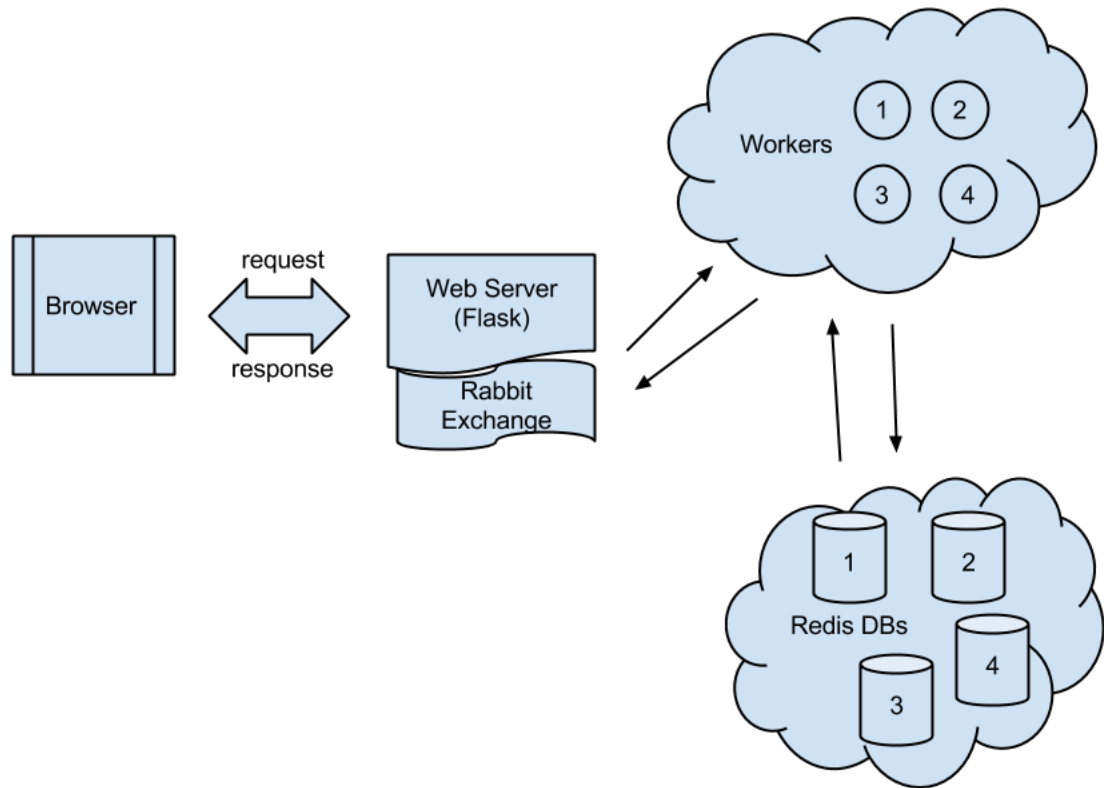 Browser
request
response
Web Server
(Flask)
Rabbit
Exchange
Workers
1
2
3
4
1
2
Redis DBs
4
3